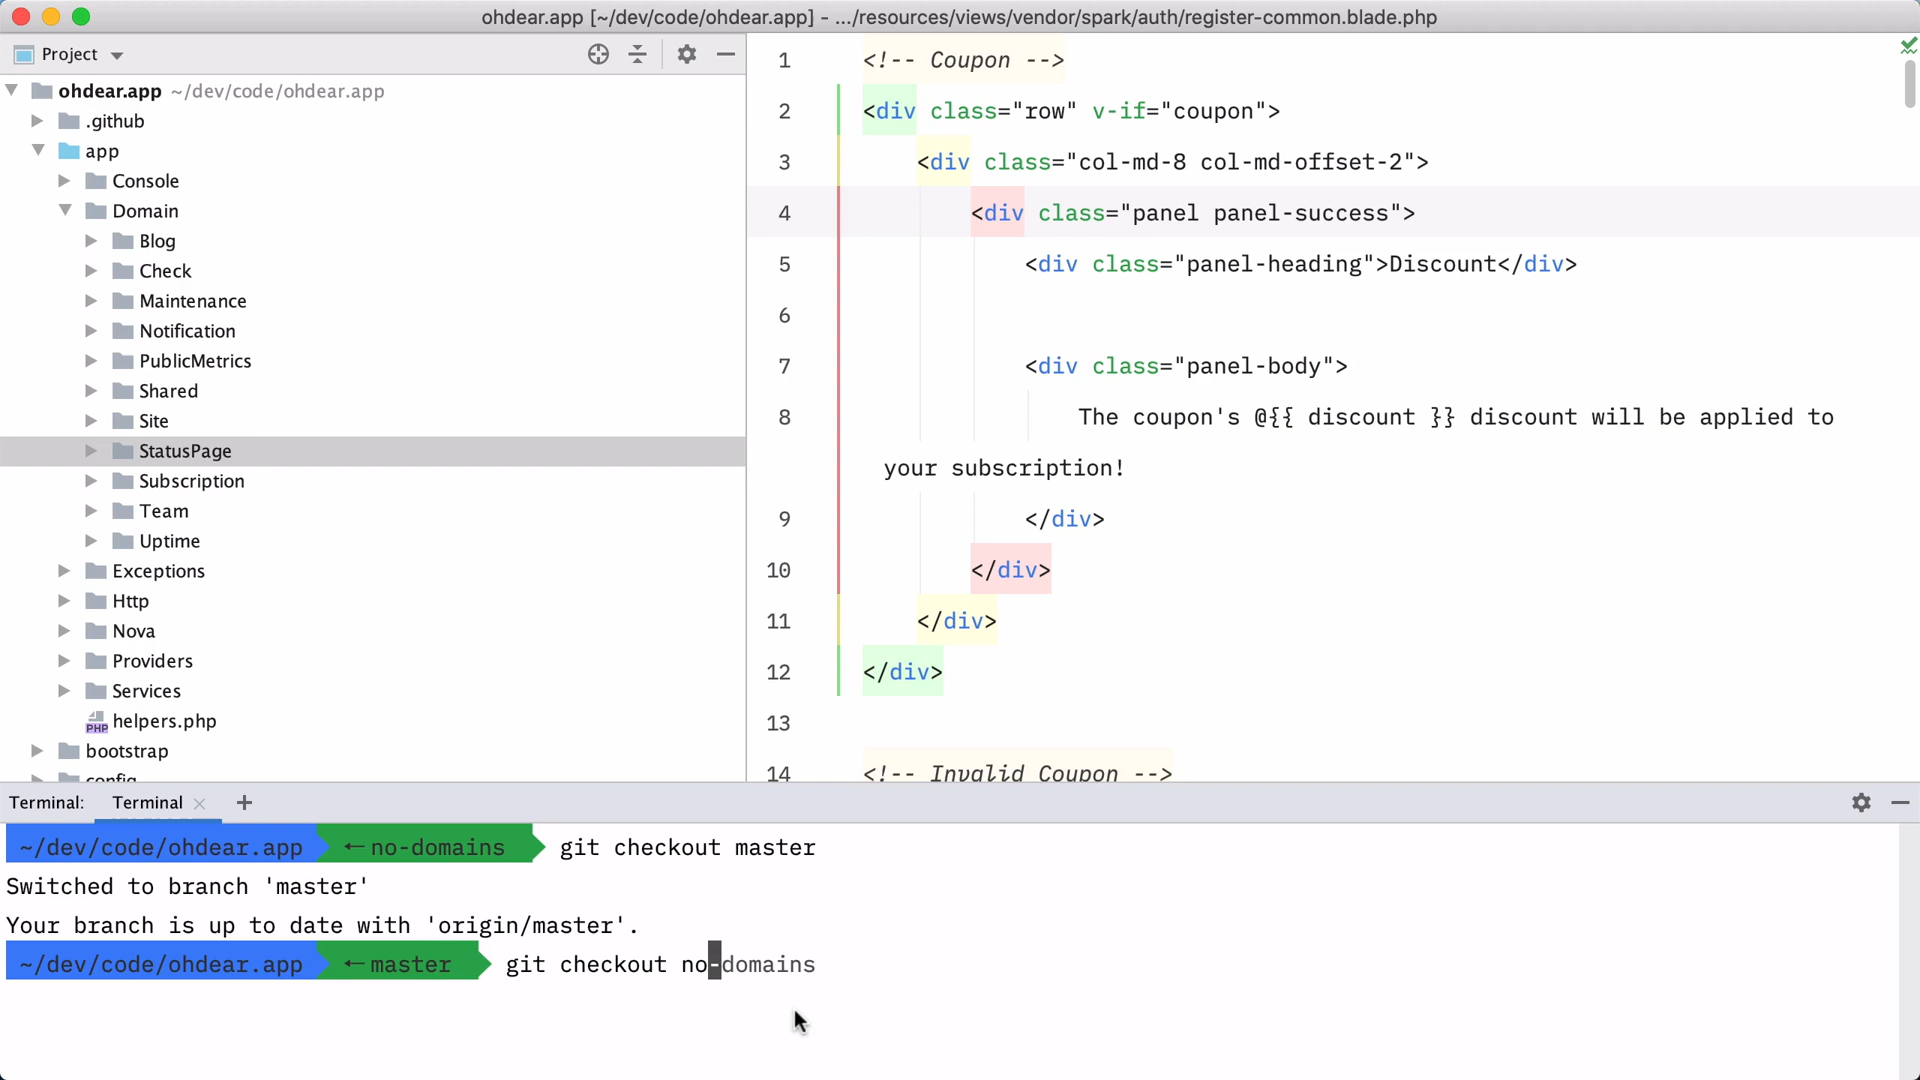 ohdear.app [~/dev/code/ohdear.app] - .../resources/views/vendor/spark/auth/register-common.blade.php
Project
ohdear.app ~/dev/code/ohdear.app
.github
app
Console
Domain
Blog
Check
Maintenance
Notification
PublicMetrics
Shared
Site
StatusPage
Subscription
Team
Uptime
Exceptions
Http
Nova
Providers
Services
PHP helpers.php
bootstrap
config
1 <!-- Coupon -->
2 <div class="row" v-if="coupon">
3 <div class="col-md-8 col-md-offset-2">
4 <div class="panel panel-success">
5 <div class="panel-heading">Discount</div>
6
7 <div class="panel-body">
8 The coupon's @{{ discount }} discount will be applied to
your subscription!
9 </div>
10 </div>
11 </div>
12 </div>
13
14 <!-- Invalid Coupon -->
Terminal: Terminal
~/dev/code/ohdear.app ←no-domains git checkout master
Switched to branch 'master'
Your branch is up to date with 'origin/master'.
~/dev/code/ohdear.app ←master git checkout no-domains